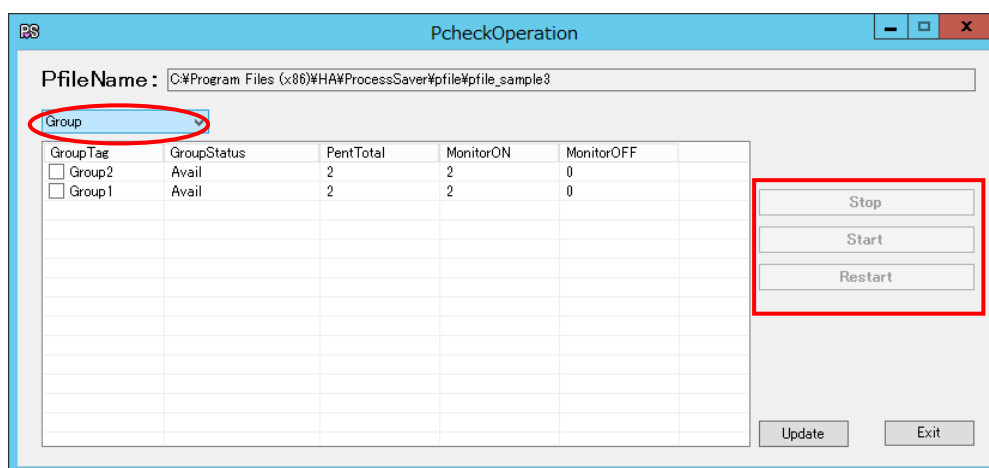 PS PcheckOperation
PfileName: C:¥Program Files (x86)¥HA¥ProcessSaver¥pfile¥pfile_sample3
Group
GroupTag GroupStatus PentTotal MonitorON MonitorOFF
Group2 Avail 2 2 0
Group1 Avail 2 2 0
Stop
Start
Restart
Update Exit